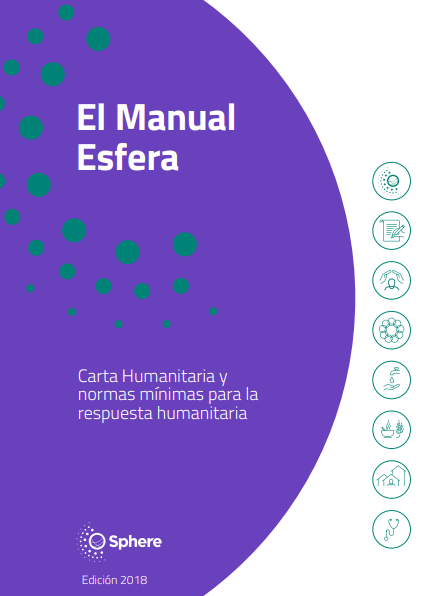 El Manual
Esfera
Carta Humanitaria y
normas mínimas para la
respuesta humanitaria
Sphere
Edición 2018